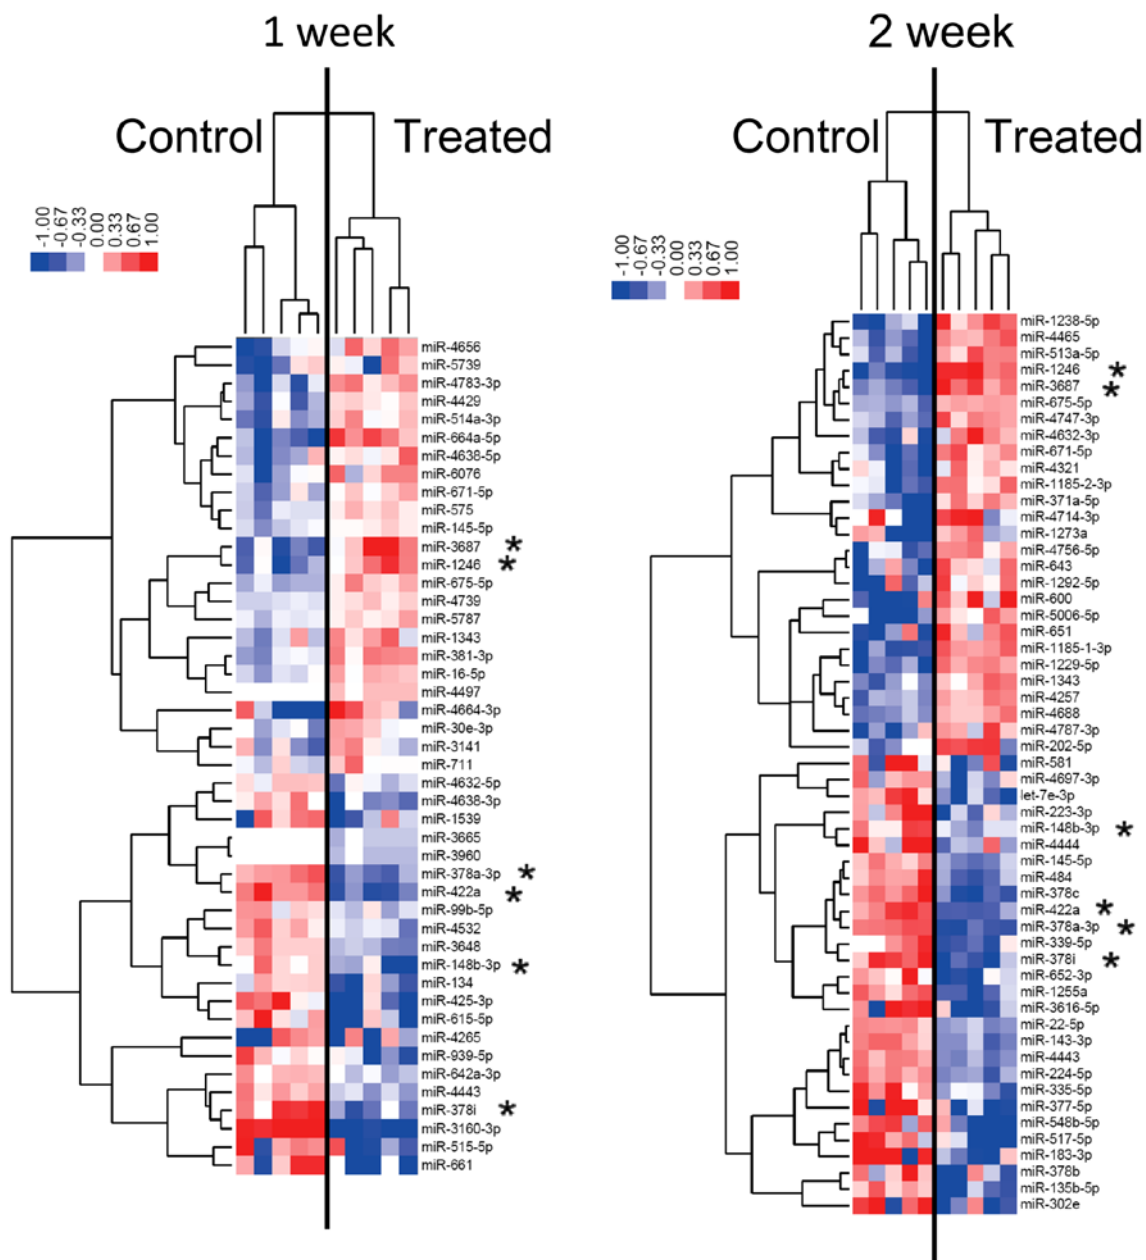 1 week
Control Treated
-1.00
-0.67
-0.33
0.00
0.33
0.67
1.00
miR-4656
miR-5739
miR-4783-3p
miR-4429
miR-514a-3p
miR-664a-5p
miR-4638-5p
miR-6076
miR-671-5p
miR-575
miR-145-5p
miR-3687 *
miR-1246 *
miR-675-5p
miR-4739
miR-5787
miR-1343
miR-381-3p
miR-16-5p
miR-4497
miR-4664-3p
miR-30e-3p
miR-3141
miR-711
miR-4632-5p
miR-4638-3p
miR-1539
miR-3665
miR-3960
miR-378a-3p *
miR-422a *
miR-99b-5p
miR-4532
miR-3648
miR-148b-3p *
miR-134
miR-425-3p
miR-615-5p
miR-4265
miR-939-5p
miR-642a-3p
miR-4443
miR-378i *
miR-3160-3p
miR-515-5p
miR-661
2 week
Control Treated
-1.00
-0.67
-0.33
0.00
0.33
0.67
1.00
miR-1238-5p
miR-4465
miR-513a-5p
miR-1246 *
miR-3687 *
miR-675-5p
miR-4747-3p
miR-4632-3p
miR-671-5p
miR-4321
miR-1185-2-3p
miR-371a-5p
miR-4714-3p
miR-1273a
miR-4756-5p
miR-643
miR-1292-5p
miR-600
miR-5006-5p
miR-651
miR-1185-1-3p
miR-1229-5p
miR-1343
miR-4257
miR-4688
miR-4787-3p
miR-202-5p
miR-581
miR-4697-3p
let-7e-3p
miR-223-3p
miR-148b-3p *
miR-4444
miR-145-5p
miR-484
miR-378c
miR-422a *
miR-378a-3p *
miR-339-5p
miR-378i *
miR-652-3p
miR-1255a
miR-3616-5p
miR-22-5p
miR-143-3p
miR-4443
miR-224-5p
miR-335-5p
miR-377-5p
miR-548b-5p
miR-517-5p
miR-183-3p
miR-378b
miR-135b-5p
miR-302e